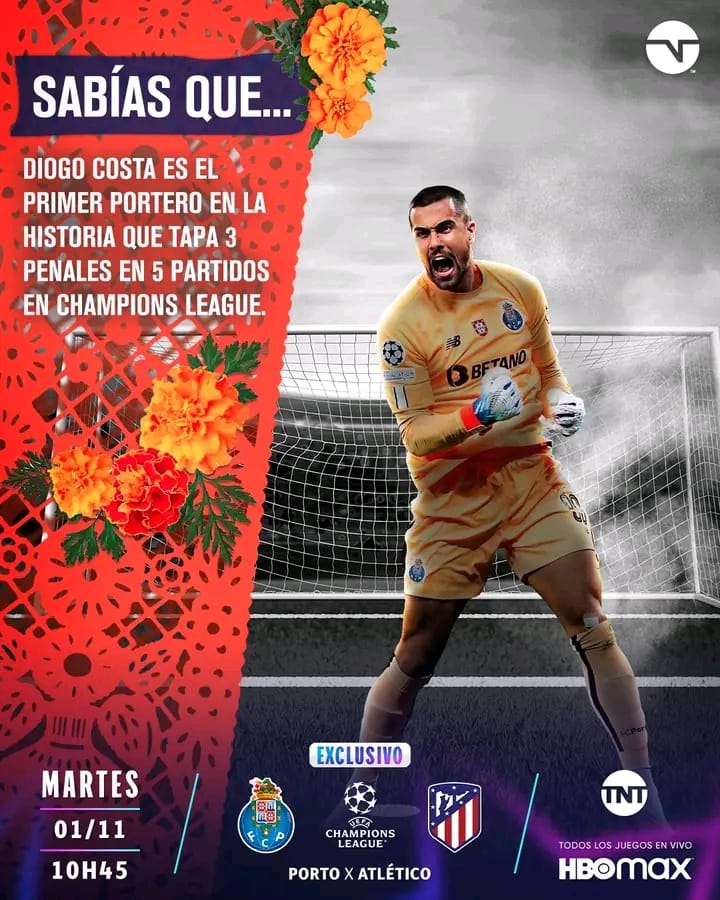 SABÍAS QUE...
DIOGO COSTA ES EL
PRIMER PORTERO EN LA
HISTORIA QUE TAPA 3
PENALES EN 5 PARTIDOS
EN CHAMPIONS LEAGUE.
BETANO
EXCLUSIVO
MARTES
01/11
10H45
FCP
UEFA
CHAMPIONS
LEAGUE
PORTO X ATLÉTICO
TNT
TODOS LOS JUEGOS EN VIVO
HBOmax